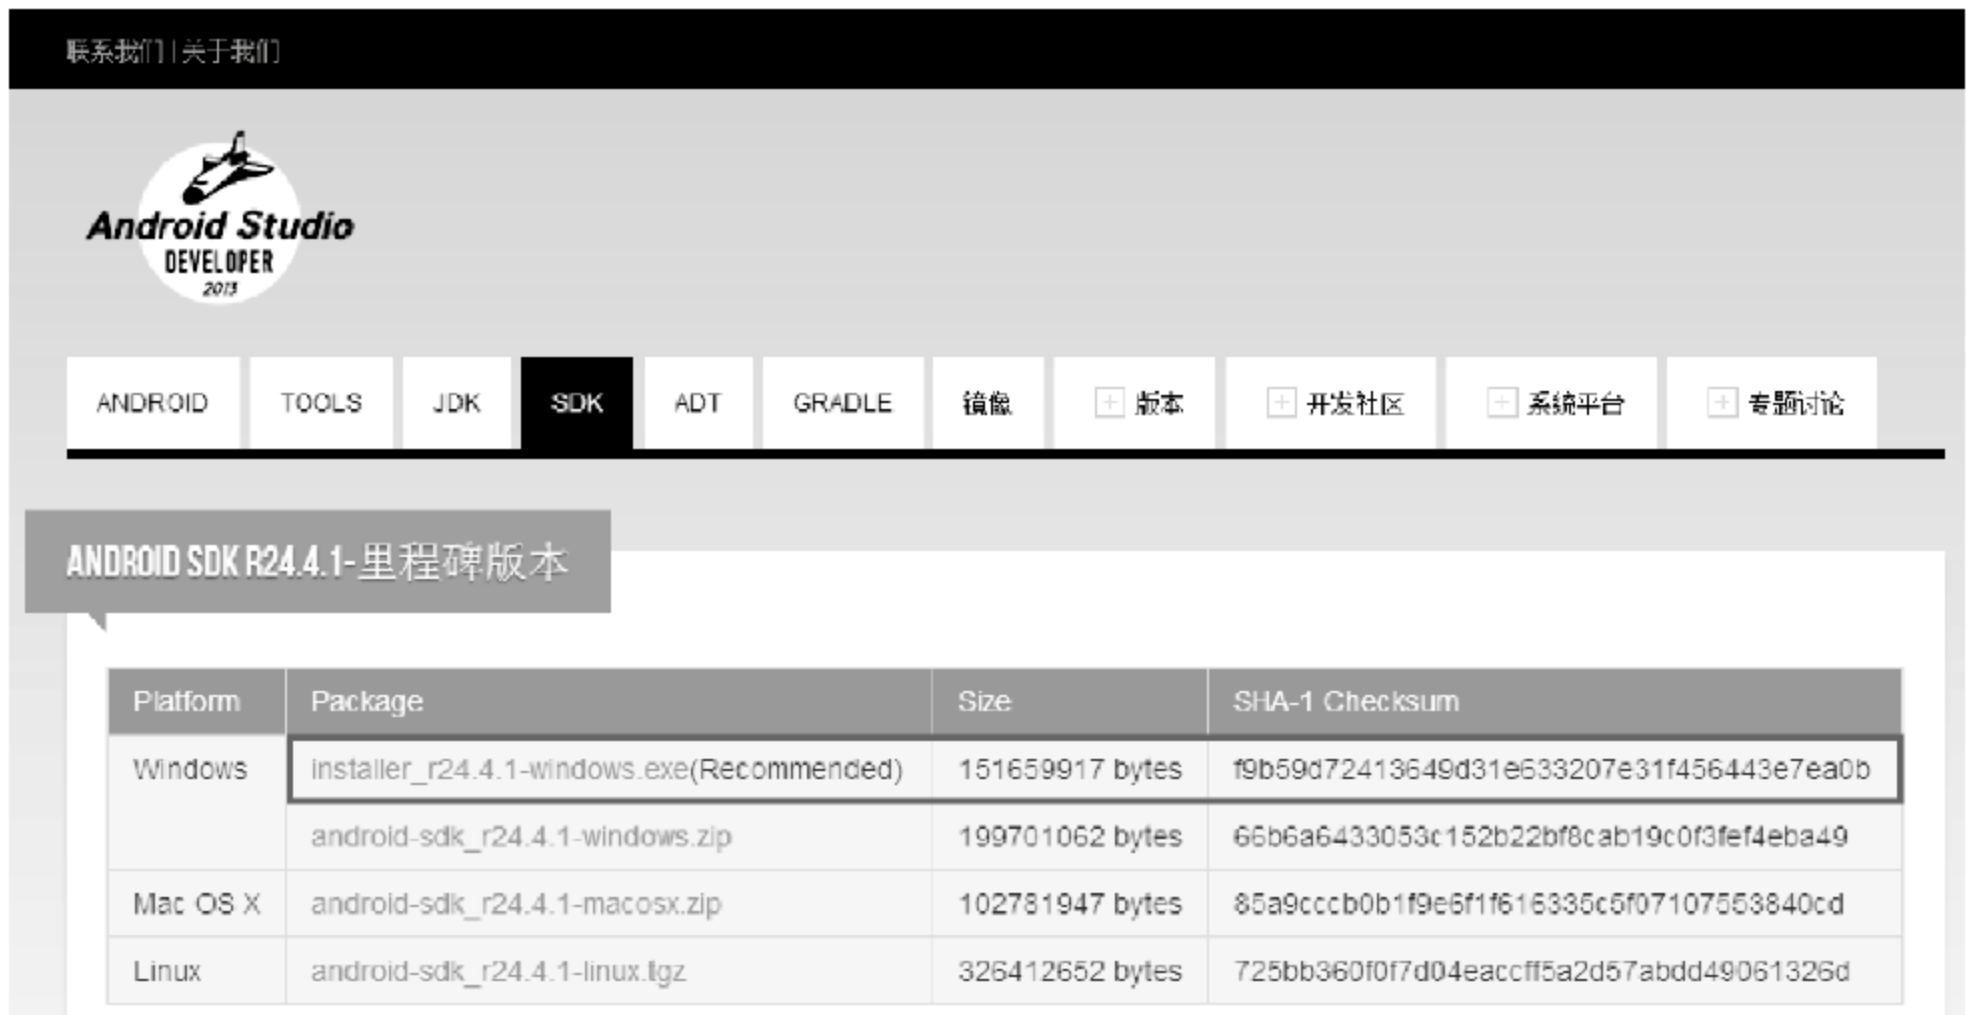 联系我们 | 关于我们
Android Studio
DEVELOPER
2013
ANDROID TOOLS JDK SDK ADT GRADLE 镜像 版本 开发社区 系统平台 专题讨论
ANDROID SDK R24.4.1-里程碑版本
Platform Package Size SHA-1 Checksum
Windows installer_r24.4.1-windows.exe(Recommended) 151659917 bytes f9b59d72413649d31e633207e31f456443e7ea0b
android-sdk_r24.4.1-windows.zip 199701062 bytes 66b6a6433053c152b22bf8cab19c0f3fef4eba49
Mac OS X android-sdk_r24.4.1-macosx.zip 102781947 bytes 85a9cccb0b1f9e6f1f616335c5f07107553840cd
Linux android-sdk_r24.4.1-linux.tgz 326412652 bytes 725bb360f0f7d04eaccff5a2d57abdd49061326d